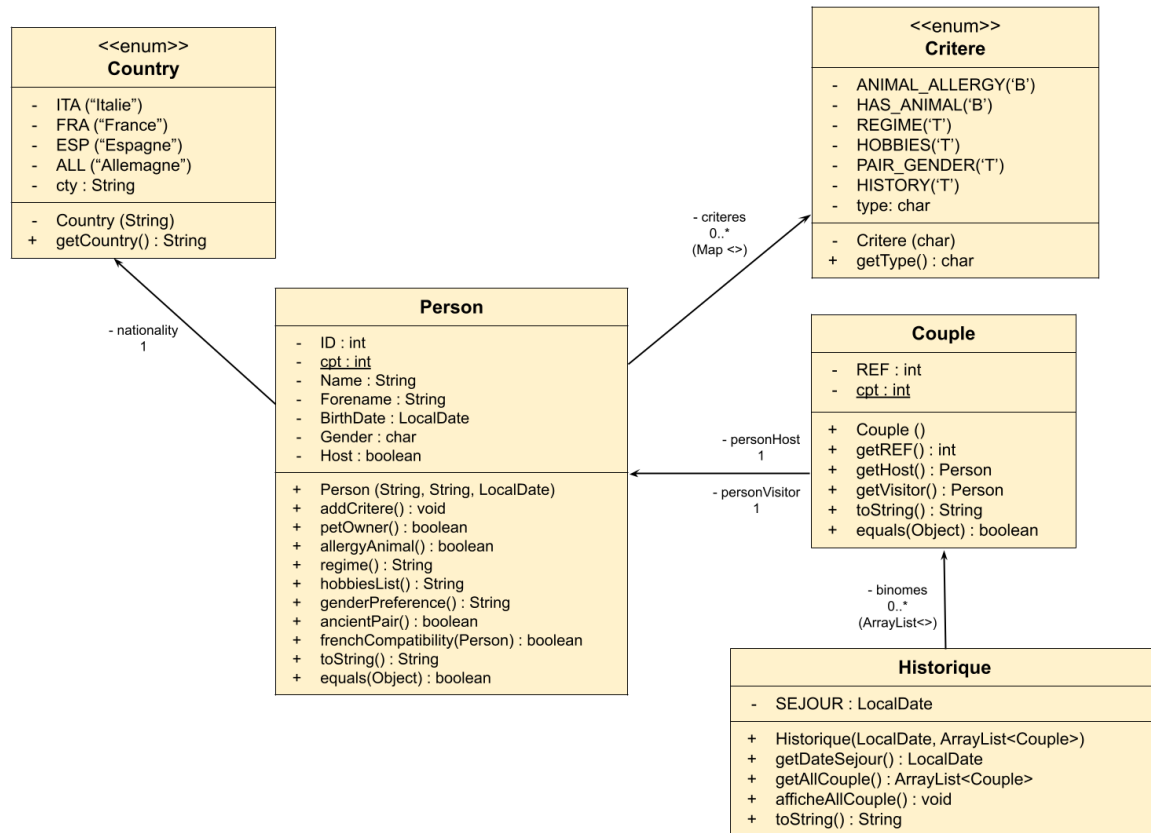 <<enum>>
Country
- ITA (“Italie”)
- FRA (“France”)
- ESP (“Espagne”)
- ALL (“Allemagne”)
- cty : String
- Country (String)
+ getCountry() : String
<<enum>>
Critere
- ANIMAL_ALLERGY(‘B’)
- HAS_ANIMAL(‘B’)
- REGIME(‘T’)
- HOBBIES(‘T’)
- PAIR_GENDER(‘T’)
- HISTORY(‘T’)
- type: char
- Critere (char)
+ getType() : char
- criteres
0..*
(Map <>)
- nationality
1
Person
- ID : int
- cpt : int
- Name : String
- Forename : String
- BirthDate : LocalDate
- Gender : char
- Host : boolean
+ Person (String, String, LocalDate)
+ addCritere() : void
+ petOwner() : boolean
+ allergyAnimal() : boolean
+ regime() : String
+ hobbiesList() : String
+ genderPreference() : String
+ ancientPair() : boolean
+ frenchCompatibility(Person) : boolean
+ toString() : String
+ equals(Object) : boolean
- personHost
1
- personVisitor
1
Couple
- REF : int
- cpt : int
+ Couple ()
+ getREF() : int
+ getHost() : Person
+ getVisitor() : Person
+ toString() : String
+ equals(Object) : boolean
- binomes
0..*
(ArrayList<>)
Historique
- SEJOUR : LocalDate
+ Historique(LocalDate, ArrayList<Couple>)
+ getDateSejour() : LocalDate
+ getAllCouple() : ArrayList<Couple>
+ afficheAllCouple() : void
+ toString() : String